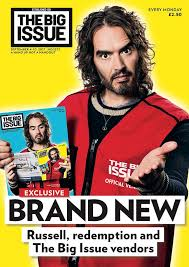 EVERY MONDAY
£2.50
THE BIG
ISSUE
A HAND UP NOT A HANDOUT
THE BIG
ISSUE
EXCLUSIVE
THE BIG
ISSUE
OFFICIAL VENDOR
BRAND NEW
Russell, redemption and
The Big Issue vendors